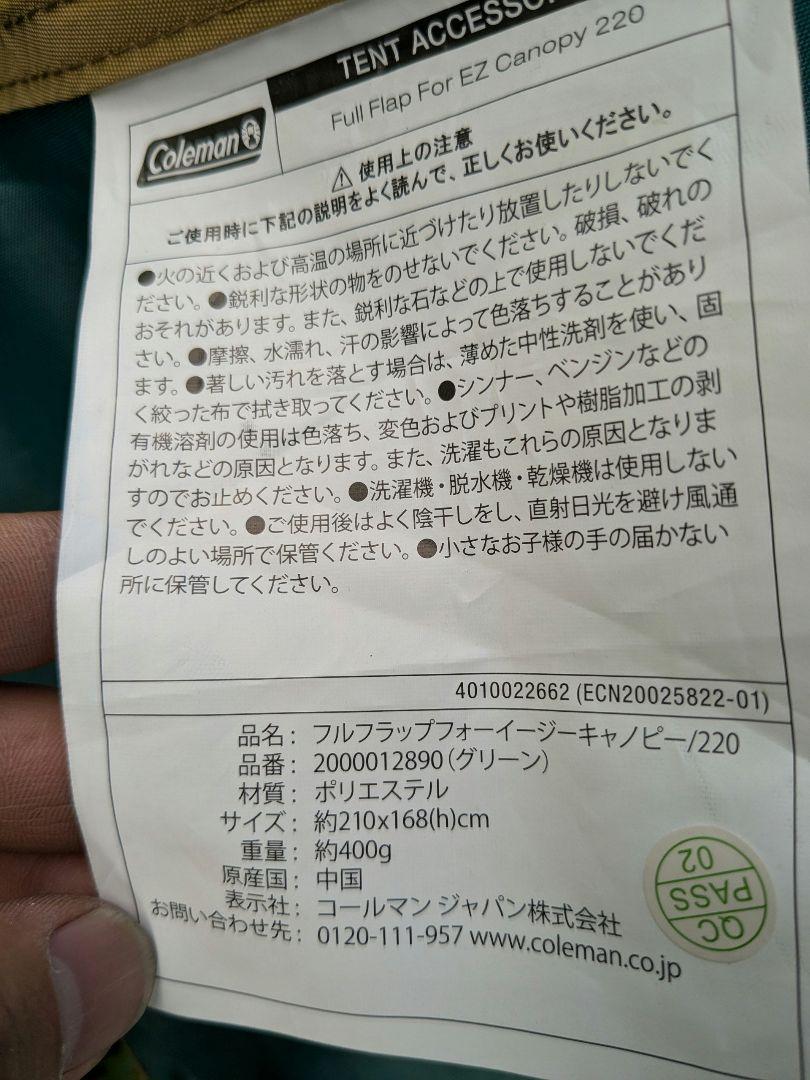 TENT ACCESSOR
Full Flap For EZ Canopy 220
Coleman
⚠ 使用上の注意
ご使用時に下記の説明をよく読んで、正しくお使いください。
●火の近くおよび高温の場所に近づけたり放置したりしないでく
ださい。●鋭利な形状の物をのせないでください。破損、破れの
おそれがあります。また、鋭利な石などの上で使用しないでくだ
さい。●摩擦、水濡れ、汗の影響によって色落ちすることがあり
ます。●著しい汚れを落とす場合は、薄めた中性洗剤を使い、固
く絞った布で拭き取ってください。●シンナー、ベンジンなどの
有機溶剤の使用は色落ち、変色およびプリントや樹脂加工の剥
がれなどの原因となります。また、洗濯もこれらの原因となりま
すのでお止めください。●洗濯機・脱水機・乾燥機は使用しない
でください。●ご使用後はよく陰干しをし、直射日光を避け風通
しのよい場所で保管ください。●小さなお子様の手の届かない
所に保管してください。
4010022662 (ECN20025822-01)
品名：フルフラップフォーイージーキャノピー/220
品番：2000012890（グリーン）
材質：ポリエステル
サイズ：約210x168(h)cm
重量：約400g
原産国：中国
表示社：コールマン ジャパン株式会社
お問い合わせ先：0120-111-957 www.coleman.co.jp
QC
PASS
02